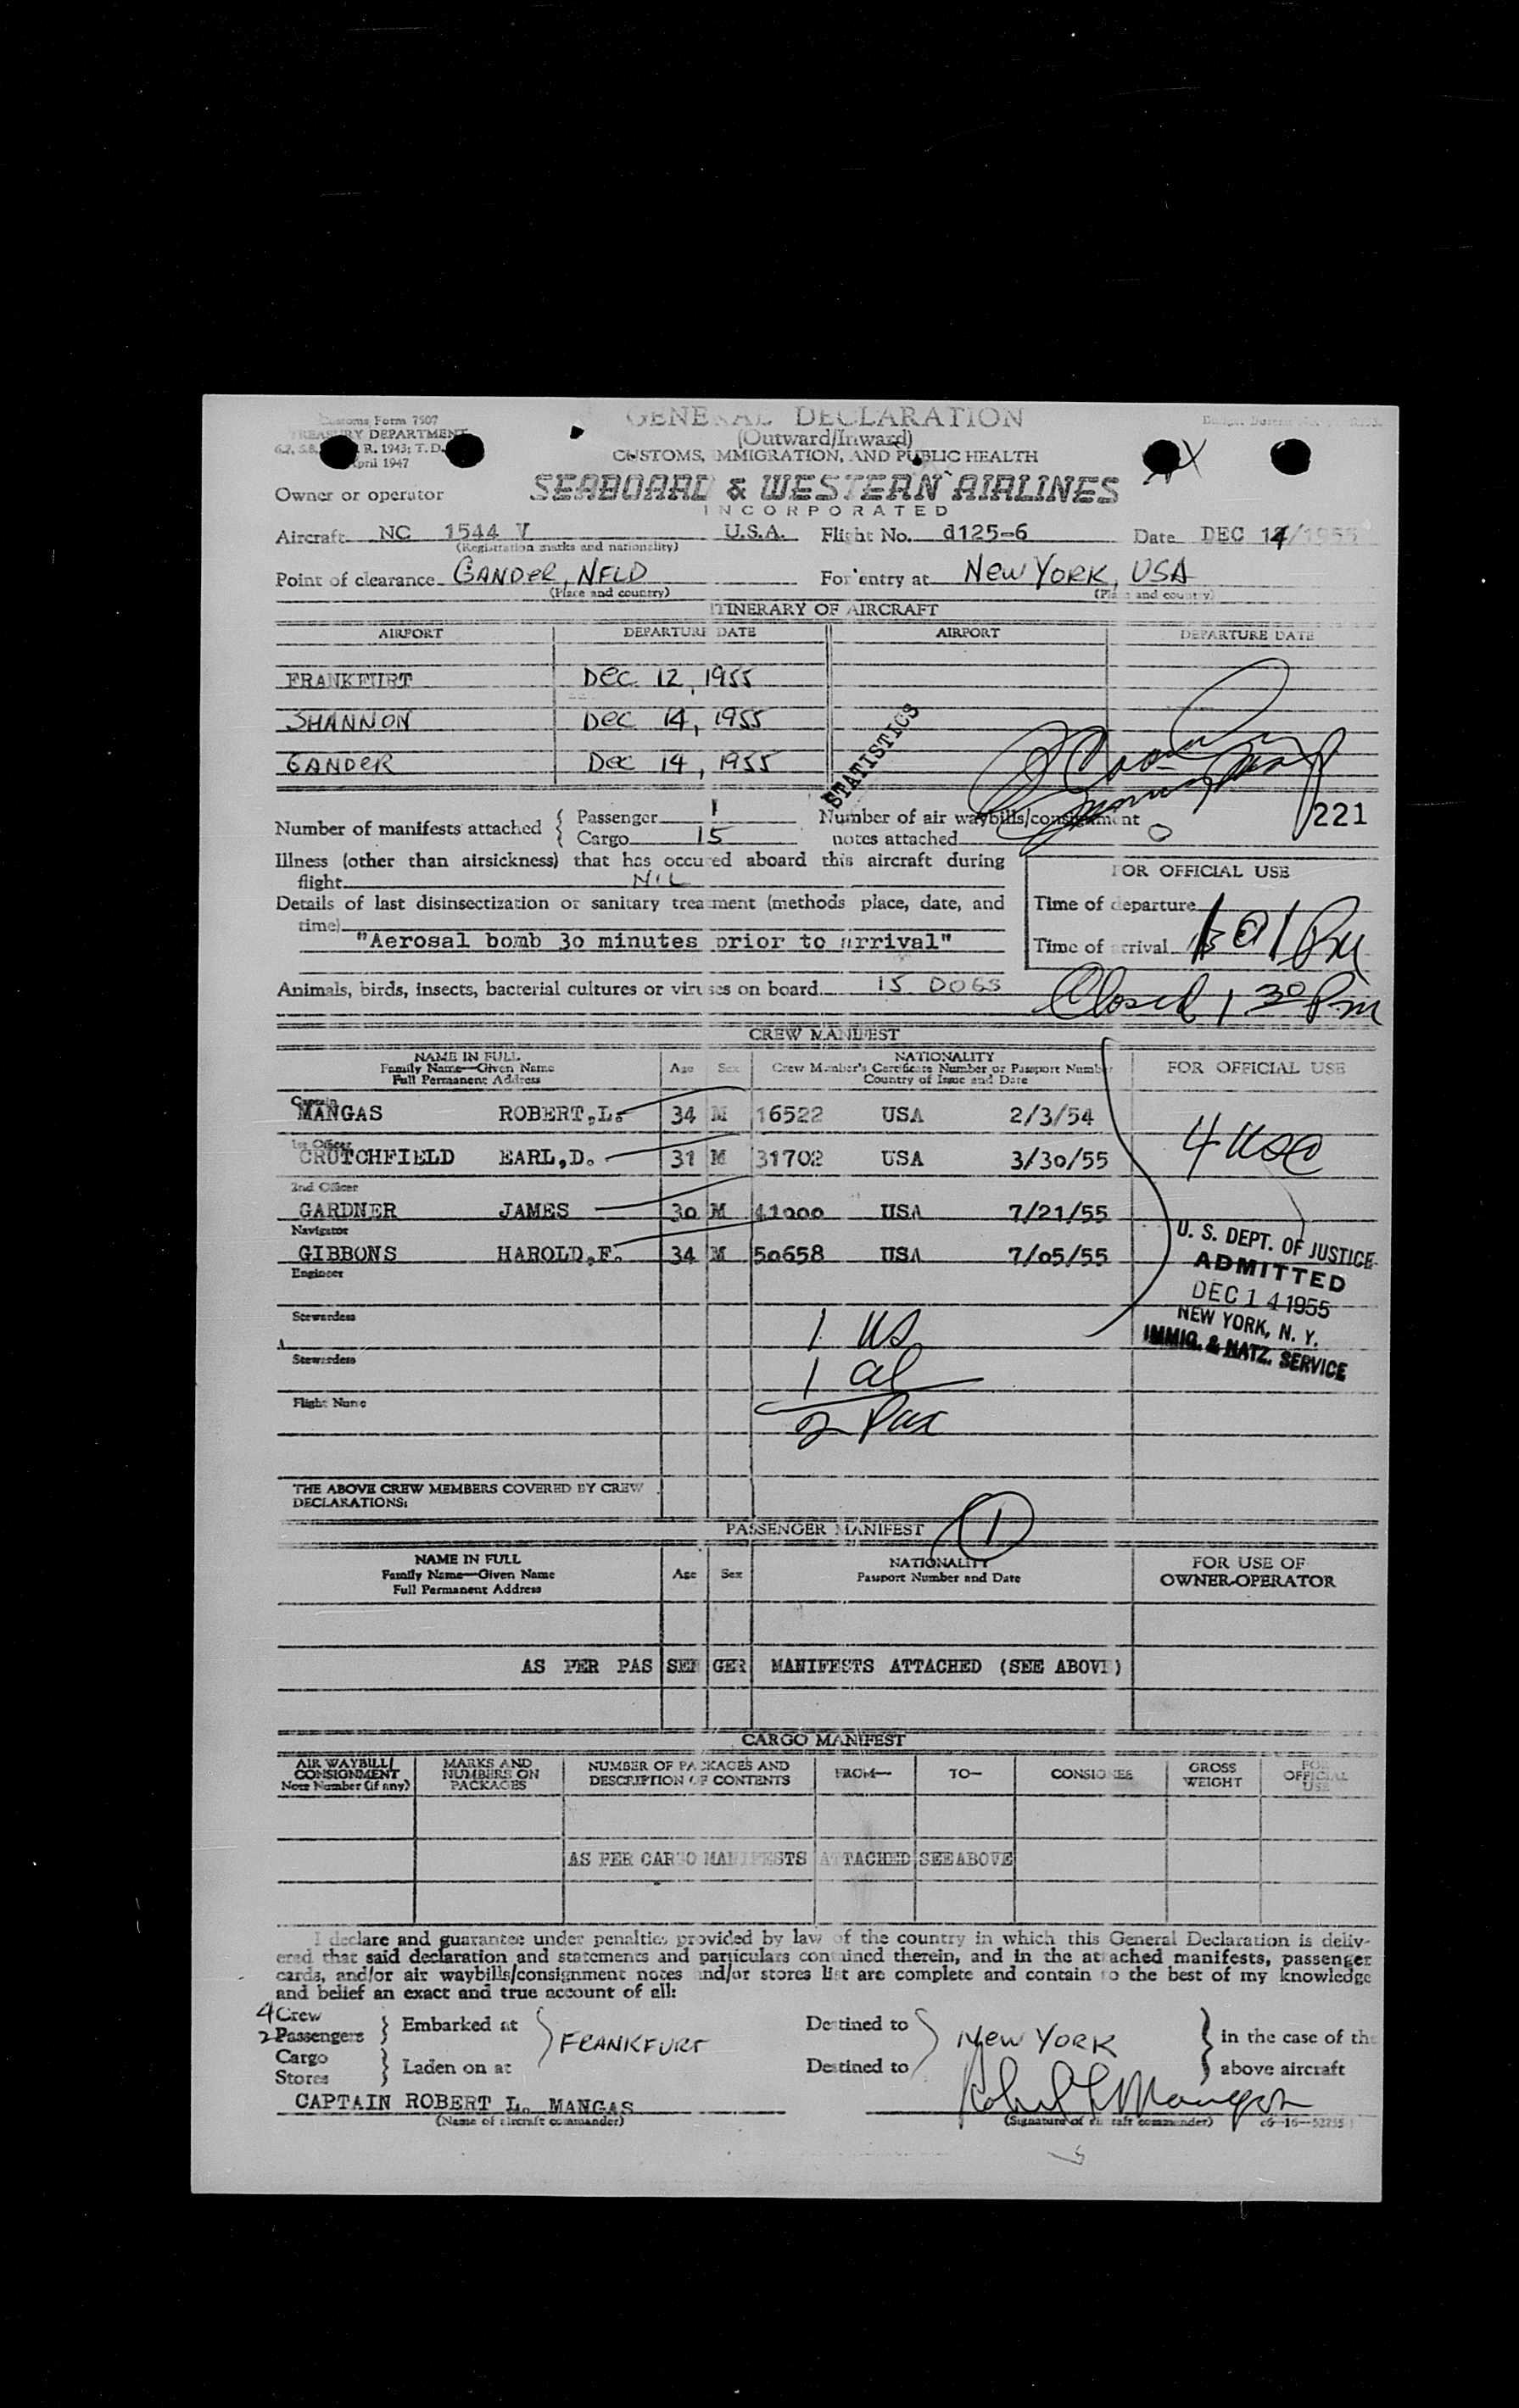 Customs Form 7507
TREASURY DEPARTMENT
R. 1943; T. D.
April 1947
GENERAL DECLARATION
(Outward/Inward)
CUSTOMS, IMMIGRATION, AND PUBLIC HEALTH
Owner or operator SEABOARD & WESTERN AIRLINES
INCORPORATED
Aircraft NC 1544 V U.S.A. Flight No. d125-6 Date DEC 14/1955
(Registration marks and nationality)
Point of clearance GANDER, NFLD For entry at NEW YORK, USA
(Place and country) (Place and country)
ITINERARY OF AIRCRAFT
AIRPORT DEPARTURE DATE AIRPORT DEPARTURE DATE
FRANKFURT DEC. 12, 1955
SHANNON DEC 14, 1955
GANDER DEC 14, 1955
STATISTICS
Number of manifests attached { Passenger 1 Number of air waybills/consignment 221
Cargo 15 notes attached 0
Illness (other than airsickness) that has occured aboard this aircraft during
flight NIL
FOR OFFICIAL USE
Details of last disinsectization or sanitary treatment (methods place, date, and
time)
"Aerosal bomb 30 minutes prior to arrival"
Time of departure
Time of arrival 1 01 PM
Animals, birds, insects, bacterial cultures or viruses on board 15 DOGS
Closed 1 30 Pm
CREW MANIFEST
NAME IN FULL
Family Name—Given Name
Full Permanent Address
Age Sex
NATIONALITY
Crew Member's Certificate Number or Passport Number
Country of Issue and Date
FOR OFFICIAL USE
Captain
MANGAS ROBERT,L. 34 M 16522 USA 2/3/54
1st Officer
CRUTCHFIELD EARL,D. 31 M 31702 USA 3/30/55
4 USC
2nd Officer
GARDNER JAMES 30 M 41000 USA 7/21/55
Navigator
GIBBONS HAROLD,F. 34 M 50658 USA 7/05/55
Engineer
Stewardess
Stewardess
Flight Nurse
U. S. DEPT. OF JUSTICE
ADMITTED
DEC 14 1955
NEW YORK, N. Y.
IMMIG. & NATZ. SERVICE
1 US
1 al
2 Pax
THE ABOVE CREW MEMBERS COVERED BY CREW
DECLARATIONS:
PASSENGER MANIFEST 1
NAME IN FULL
Family Name—Given Name
Full Permanent Address
Age Sex
NATIONALITY
Passport Number and Date
FOR USE OF
OWNER-OPERATOR
AS PER PASSENGER MANIFESTS ATTACHED (SEE ABOVE)
CARGO MANIFEST
AIR WAYBILL/
CONSIGNMENT
Note Number (if any)
MARKS AND
NUMBERS ON
PACKAGES
NUMBER OF PACKAGES AND
DESCRIPTION OF CONTENTS
FROM— TO— CONSIGNEE
GROSS
WEIGHT
FOR
OFFICIAL
USE
AS PER CARGO MANIFESTS ATTACHED SEE ABOVE
I declare and guarantee under penalties provided by law of the country in which this General Declaration is deliv-
ered that said declaration and statements and particulars contained therein, and in the attached manifests, passenger
cards, and/or air waybills/consignment notes and/or stores list are complete and contain to the best of my knowledge
and belief an exact and true account of all:
4 Crew
2 Passengers } Embarked at FRANKFURT Destined to NEW YORK } in the case of the
Cargo
Stores } Laden on at Destined to above aircraft
CAPTAIN ROBERT L. MANGAS Robert L Mangas
(Name of aircraft commander) (Signature of aircraft commander)